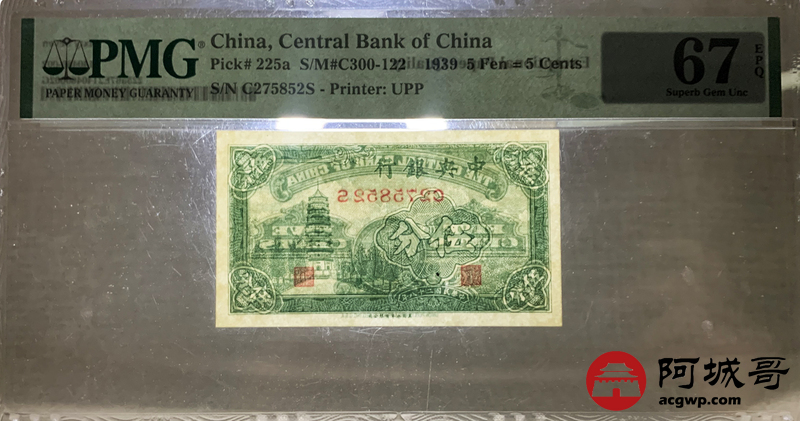 PMG
PAPER MONEY GUARANTY
China, Central Bank of China
Pick# 225a S/M#C300-122 1939 5 Fen = 5 Cents
S/N C275852S - Printer: UPP
67
EPQ
Superb Gem Unc
中央銀行
C275852S
伍分
阿城哥
acgwp.com